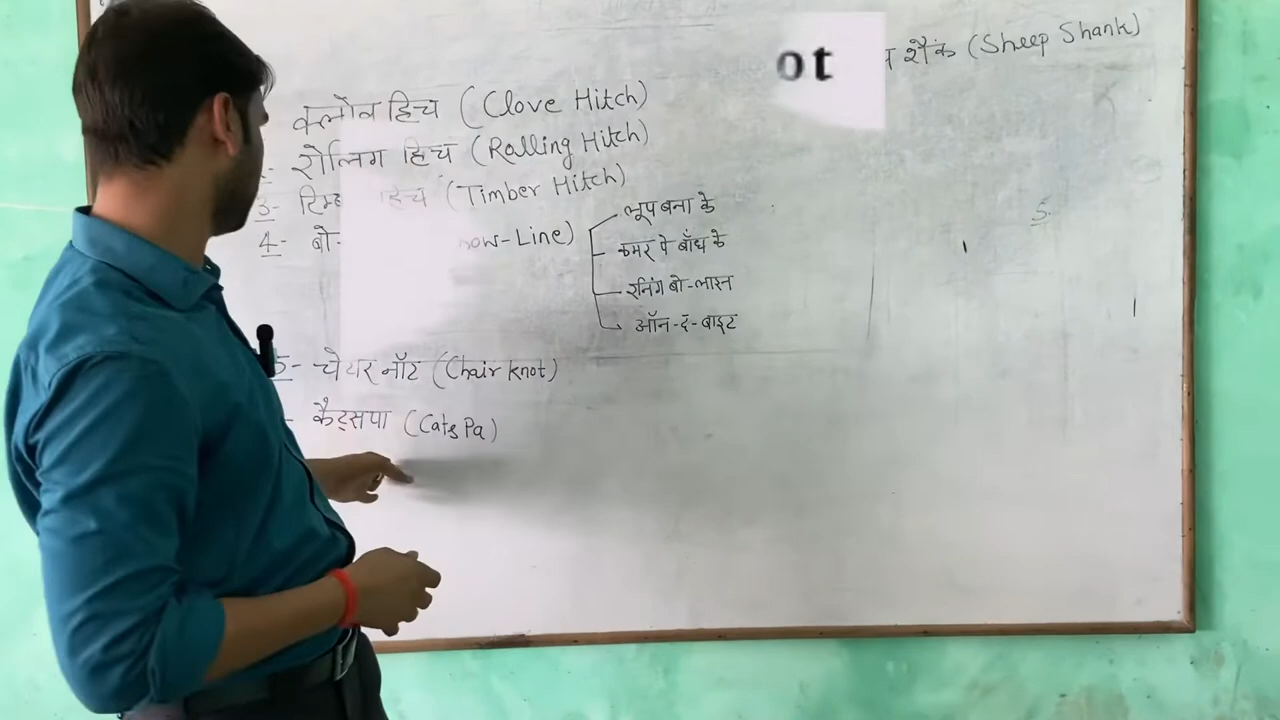 ot
शैंक (Sheep Shank)
क्लोव हिच (Clove Hitch)
रोलिंग हिच (Rolling Hitch)
3- हिच (Timber Hitch)
4- बो- ow-Line)
लूप बना के
कमर पे बाँध के
रनिंग बो-लाइन
ऑन-द-बाइट
5.
5- चेयर नॉट (Chair knot)
- कैट्सपा (Cats Pa)